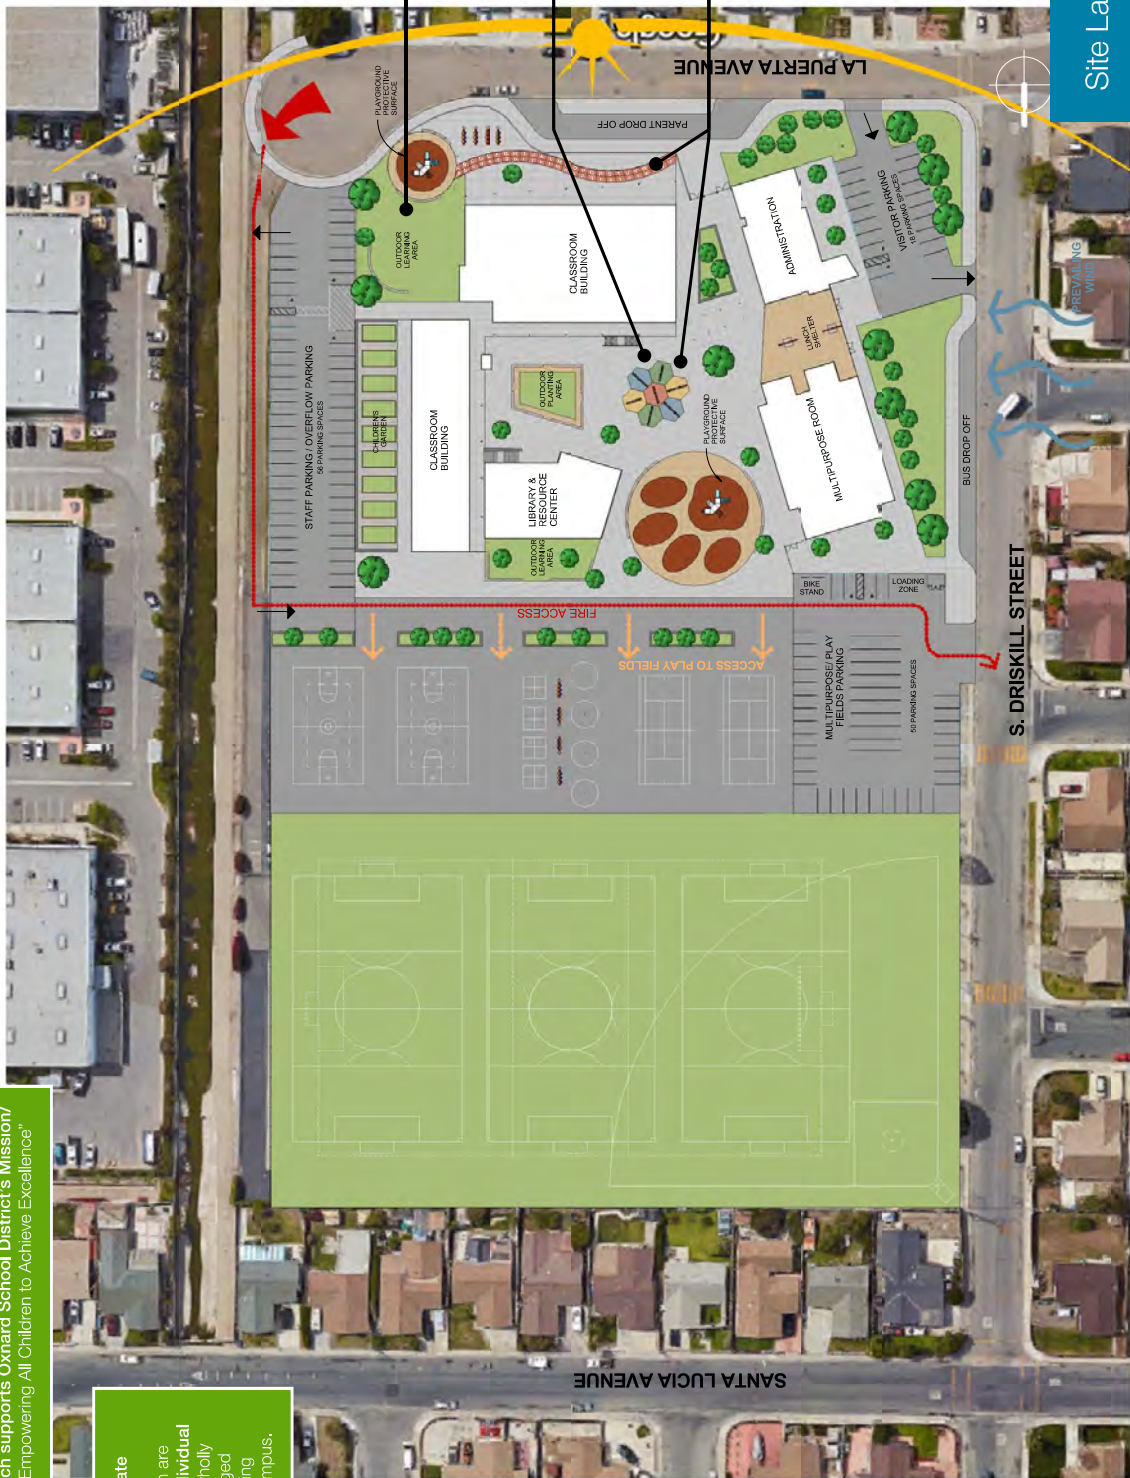 Site La
LA PUERTA AVENUE
Google
PLAYGROUND
PROTECTIVE
SURFACE
PARENT DROP OFF
OUTDOOR
LEARNING
AREA
CLASSROOM
BUILDING
ADMINISTRATION
VISITOR PARKING
18 PARKING SPACES
PREVAILING
WIND
LUNCH
SHELTER
STAFF PARKING / OVERFLOW PARKING
56 PARKING SPACES
CHILDREN'S
GARDEN
CLASSROOM
BUILDING
OUTDOOR
PLANTING
AREA
PLAYGROUND
PROTECTIVE
SURFACE
MULTIPURPOSE ROOM
BUS DROP OFF
LIBRARY &
RESOURCE
CENTER
OUTDOOR
LEARNING
AREA
BIKE
STAND
LOADING
ZONE
FIRE ACCESS
ACCESS TO PLAY FIELDS
MULTIPURPOSE/ PLAY
FIELDS PARKING
50 PARKING SPACES
S. DRISKILL STREET
SANTA LUCIA AVENUE
ch supports Oxnard School District's Mission/
Empowering All Children to Achieve Excellence"
ate
n are
dividual
holly
ged
ing
mpus.